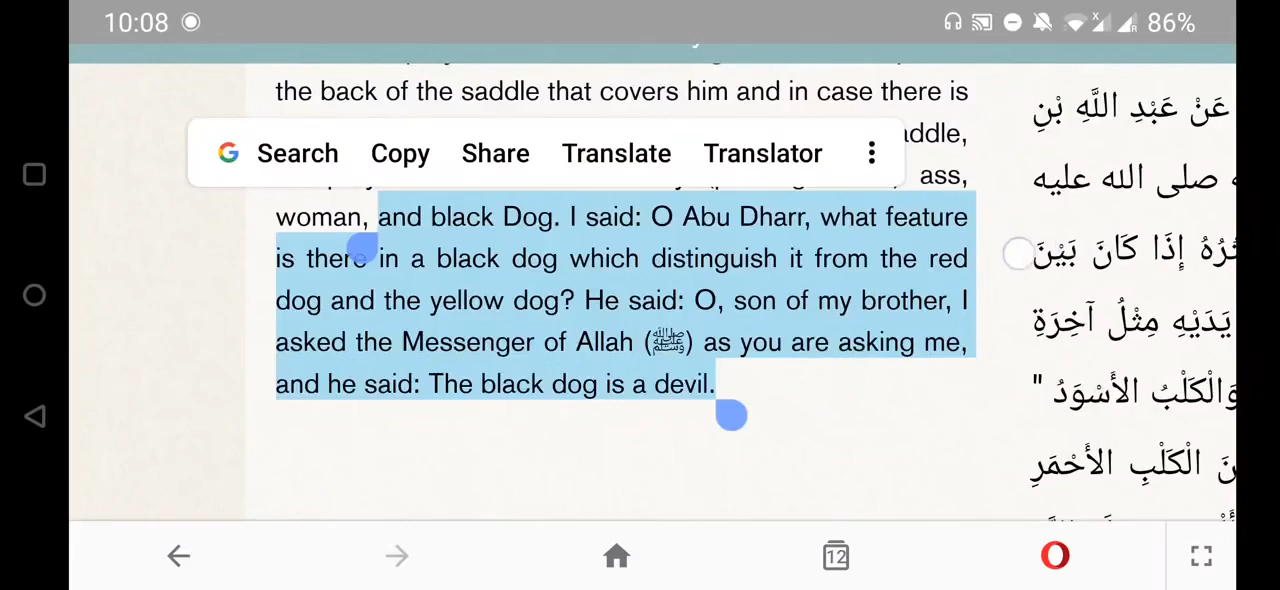 10:08
86%
the back of the saddle that covers him and in case there is
addle,
Search Copy Share Translate Translator
ass,
woman, and black Dog. I said: O Abu Dharr, what feature
is there in a black dog which distinguish it from the red
dog and the yellow dog? He said: O, son of my brother, I
asked the Messenger of Allah (ﷺ) as you are asking me,
and he said: The black dog is a devil.
عَنْ عَبْدِ اللَّهِ بْنِ
صلى الله عليه
إِذَا كَانَ بَيْنَ
يَدَيْهِ مِثْلُ آخِرَةِ
وَالْكَلْبُ الأَسْوَدُ "
الْكَلْبِ الأَحْمَرِ
12